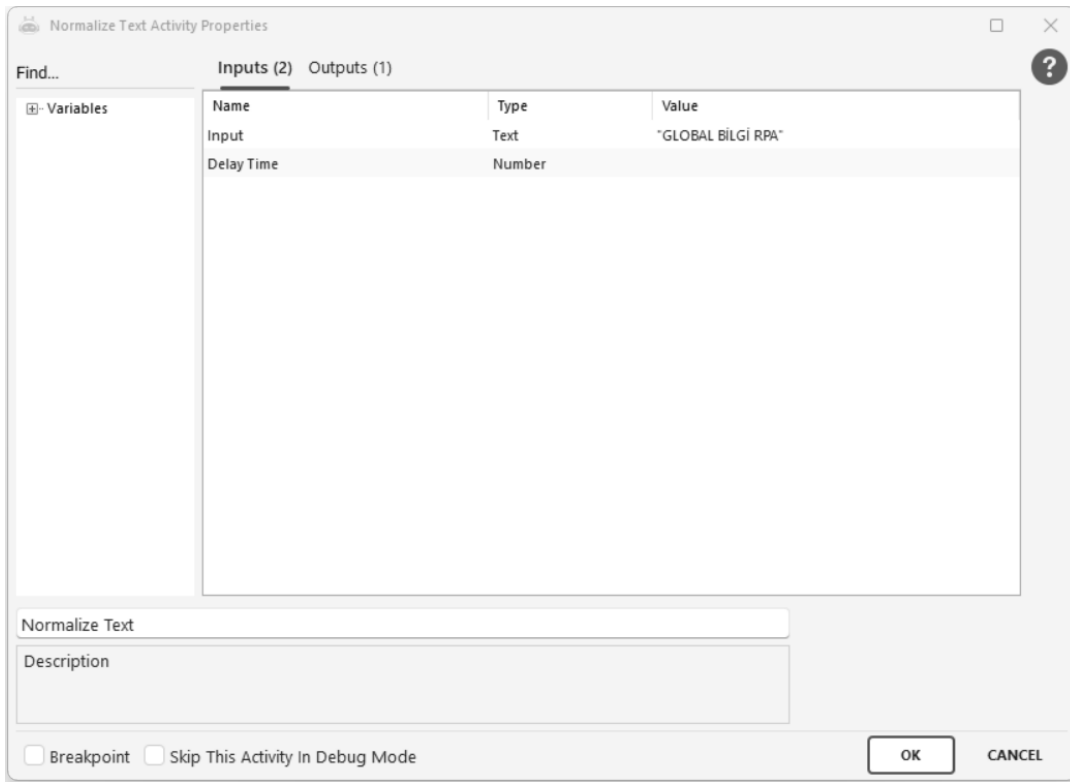 Normalize Text Activity Properties
Find...
Inputs (2) Outputs (1)
?
Variables
Name Type Value
Input Text "GLOBAL BİLGİ RPA"
Delay Time Number
Normalize Text
Description
Breakpoint Skip This Activity In Debug Mode OK CANCEL